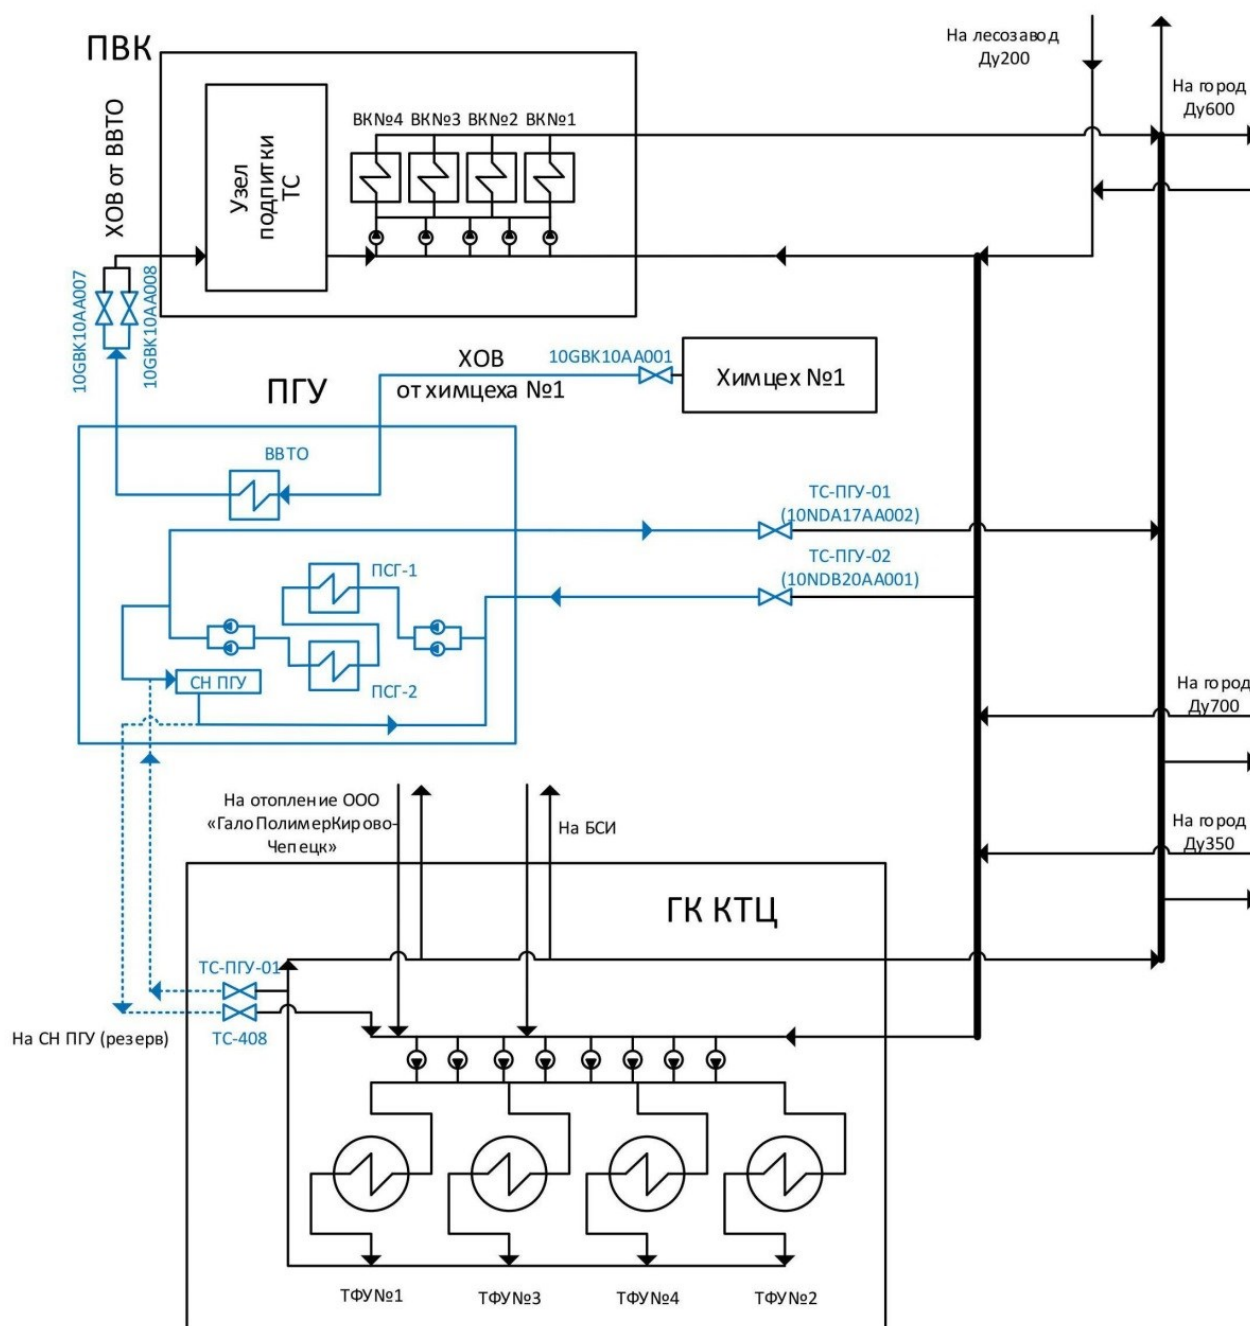 ПВК
На лесозавод
Ду200
На город
Ду600
ХОВ от ВВТО
Узел
подпитки
ТС
ВК№4
ВК№3
ВК№2
ВК№1
10GBK10AA007
10GBK10AA008
ХОВ
от химцеха №1
10GBK10AA001
Химцех №1
ПГУ
ВВТО
ТС-ПГУ-01
(10NDA17AA002)
ТС-ПГУ-02
(10NDB20AA001)
ПСГ-1
ПСГ-2
СН ПГУ
На город
Ду700
На отопление ООО
«ГалоПолимерКирово-
Чепецк»
На БСИ
На город
Ду350
ГК КТЦ
ТС-ПГУ-01
ТС-408
На СН ПГУ (резерв)
ТФУ№1
ТФУ№3
ТФУ№4
ТФУ№2